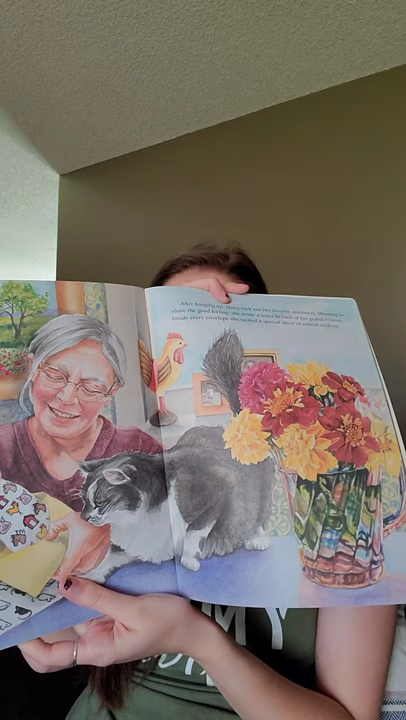 After hanging up, Nana took out her favorite stationery. Wanting to
share the good feeling, she wrote a letter to each of her grandchildren.
Inside every envelope she tucked a special sheet of animal stickers.
MY